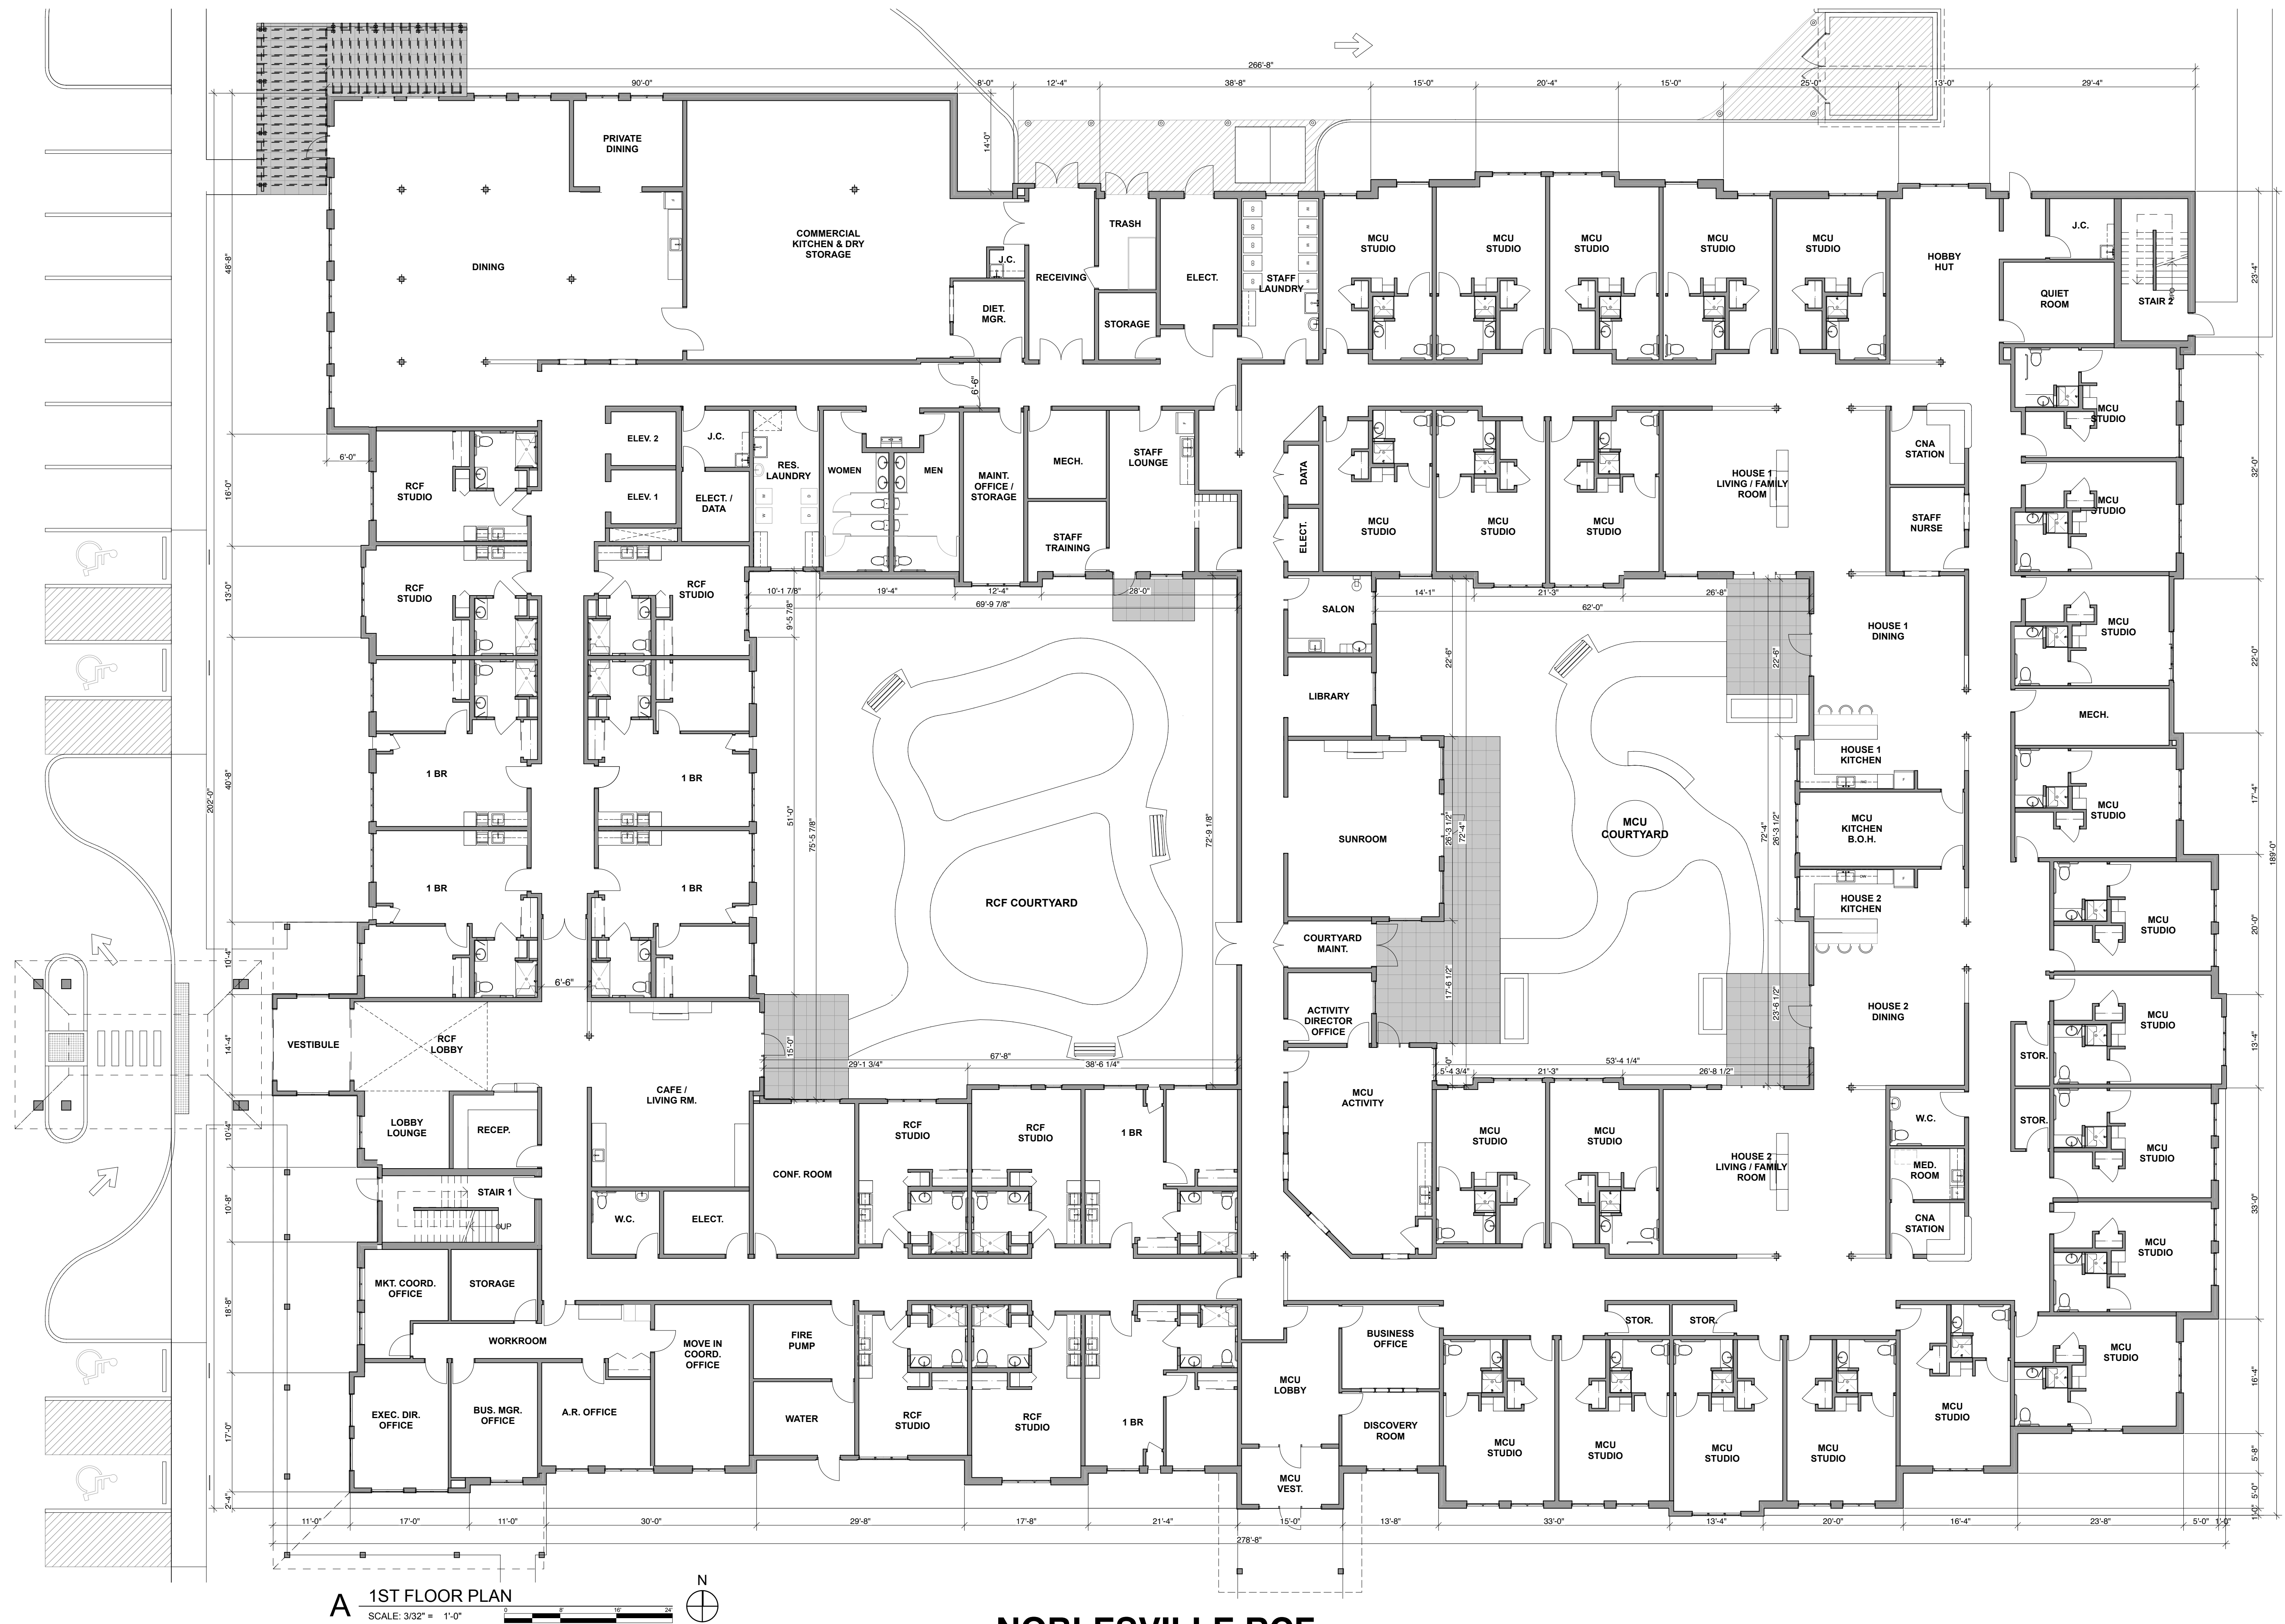 266'-8"
90'-0"
8'-0"
12'-4"
38'-8"
15'-0"
20'-4"
15'-0"
25'-0"
13'-0"
29'-4"
14'-0"
PRIVATE
DINING
DINING
COMMERCIAL
KITCHEN & DRY
STORAGE
J.C.
DIET.
MGR.
RECEIVING
TRASH
STORAGE
ELECT.
STAFF
LAUNDRY
MCU
STUDIO
MCU
STUDIO
MCU
STUDIO
MCU
STUDIO
MCU
STUDIO
HOBBY
HUT
J.C.
QUIET
ROOM
STAIR 2
48'-8"
23'-4"
6'-6"
6'-0"
16'-0"
RCF
STUDIO
ELEV. 2
ELEV. 1
J.C.
ELECT. /
DATA
RES.
LAUNDRY
WOMEN
MEN
MAINT.
OFFICE /
STORAGE
MECH.
STAFF
TRAINING
STAFF
LOUNGE
DATA
ELECT.
MCU
STUDIO
MCU
STUDIO
MCU
STUDIO
HOUSE 1
LIVING / FAMILY
ROOM
CNA
STATION
STAFF
NURSE
MCU
STUDIO
MCU
STUDIO
32'-0"
13'-0"
RCF
STUDIO
RCF
STUDIO
10'-1 7/8"
19'-4"
12'-4"
28'-0"
69'-9 7/8"
9'-5 7/8"
SALON
LIBRARY
14'-1"
21'-3"
26'-8"
62'-0"
22'-6"
22'-6"
HOUSE 1
DINING
MCU
STUDIO
22'-0"
MECH.
40'-8"
202'-0"
1 BR
1 BR
51'-0"
75'-5 7/8"
72'-9 1/8"
SUNROOM
26'-3 1/2"
72'-4"
MCU
COURTYARD
72'-4"
26'-3 1/2"
HOUSE 1
KITCHEN
MCU
KITCHEN
B.O.H.
MCU
STUDIO
17'-4"
189'-0"
1 BR
1 BR
RCF COURTYARD
HOUSE 2
KITCHEN
MCU
STUDIO
20'-0"
10'-4"
6'-6"
COURTYARD
MAINT.
17'-6 1/2"
23'-6 1/2"
ACTIVITY
DIRECTOR
OFFICE
HOUSE 2
DINING
MCU
STUDIO
STOR.
13'-4"
14'-4"
VESTIBULE
RCF
LOBBY
15'-0"
67'-8"
29'-1 3/4"
38'-6 1/4"
53'-4 1/4"
5'-4 3/4"
21'-3"
26'-8 1/2"
CAFE /
LIVING RM.
MCU
ACTIVITY
10'-4"
LOBBY
LOUNGE
RECEP.
CONF. ROOM
RCF
STUDIO
RCF
STUDIO
1 BR
MCU
STUDIO
MCU
STUDIO
HOUSE 2
LIVING / FAMILY
ROOM
W.C.
MED.
ROOM
CNA
STATION
STOR.
MCU
STUDIO
33'-0"
10'-8"
STAIR 1
UP
W.C.
ELECT.
MCU
STUDIO
18'-8"
MKT. COORD.
OFFICE
STORAGE
WORKROOM
MOVE IN
COORD.
OFFICE
FIRE
PUMP
WATER
BUSINESS
OFFICE
STOR.
STOR.
MCU
STUDIO
16'-4"
17'-0"
EXEC. DIR.
OFFICE
BUS. MGR.
OFFICE
A.R. OFFICE
RCF
STUDIO
RCF
STUDIO
1 BR
MCU
LOBBY
DISCOVERY
ROOM
MCU
VEST.
MCU
STUDIO
MCU
STUDIO
MCU
STUDIO
MCU
STUDIO
MCU
STUDIO
5'-8"
5'-0"
2'-4"
11'-0"
17'-0"
11'-0"
30'-0"
29'-8"
17'-8"
21'-4"
15'-0"
13'-8"
33'-0"
13'-4"
20'-0"
16'-4"
23'-8"
5'-0"
1'-0"
278'-8"
A
1ST FLOOR PLAN
SCALE: 3/32" = 1'-0"
0
8'
16'
24'
N